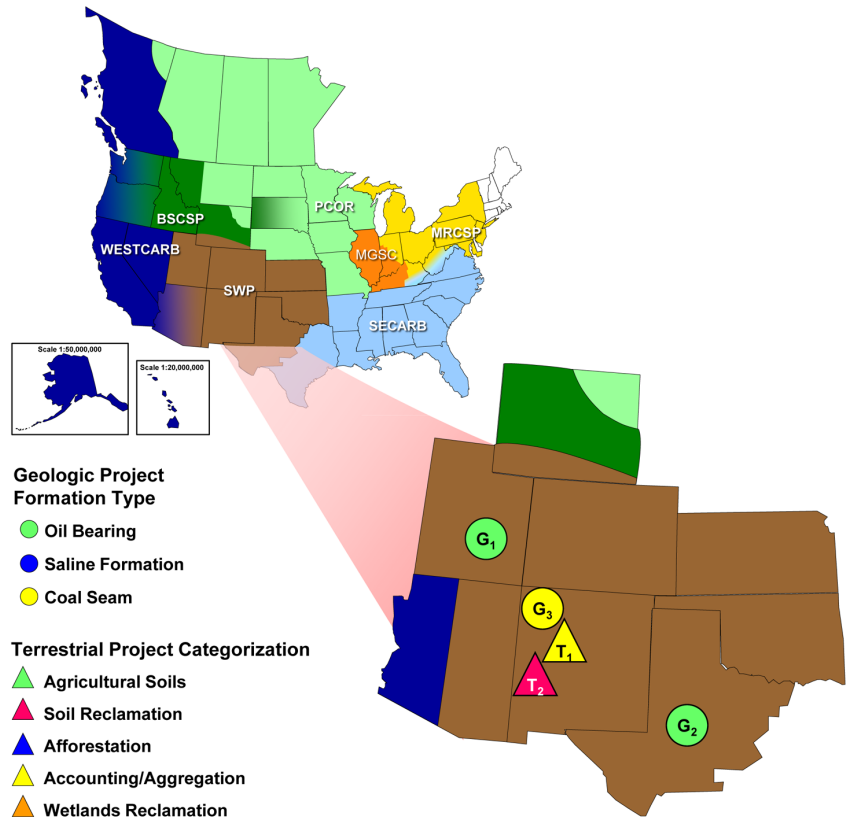 PCOR
BSCSP
MRCSP
WESTCARB
MGSC
SWP
SECARB
Scale 1:50,000,000
Scale 1:20,000,000
Geologic Project
Formation Type
Oil Bearing
Saline Formation
Coal Seam
Terrestrial Project Categorization
Agricultural Soils
Soil Reclamation
Afforestation
Accounting/Aggregation
Wetlands Reclamation
G1
G3
T1
T2
G2